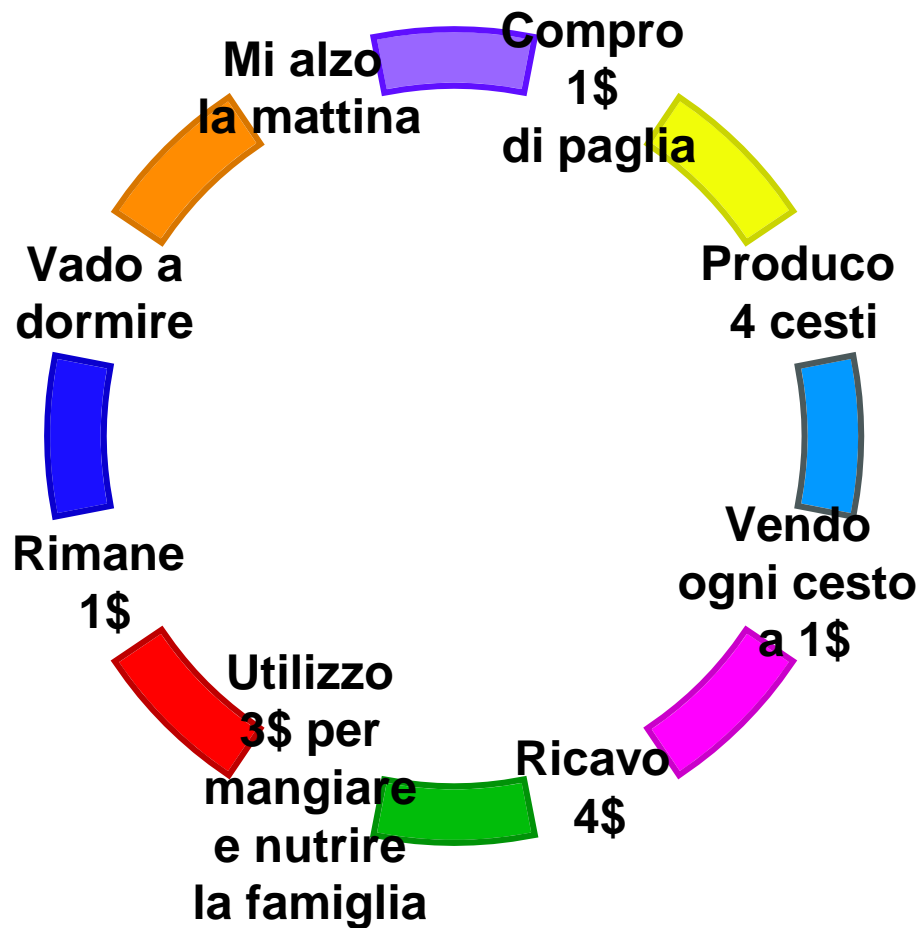 Mi alzo
la mattina
Compro
1$
di paglia
Produco
4 cesti
Vendo
ogni cesto
a 1$
Ricavo
4$
Utilizzo
3$ per
mangiare
e nutrire
la famiglia
Rimane
1$
Vado a
dormire